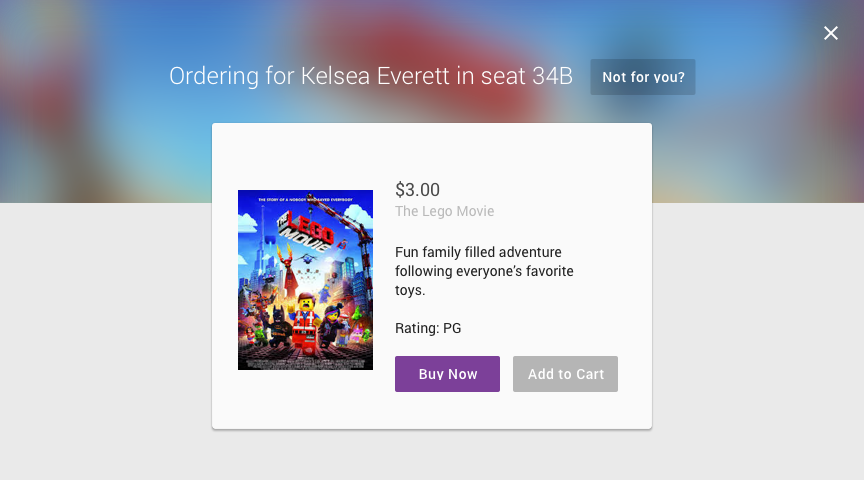 Ordering for Kelsea Everett in seat 34B
Not for you?
THE STORY OF A NOBODY WHO SAVED EVERYBODY
THE
LEGO
MOVIE
$3.00
The Lego Movie
Fun family filled adventure
following everyone’s favorite
toys.
Rating: PG
Buy Now
Add to Cart